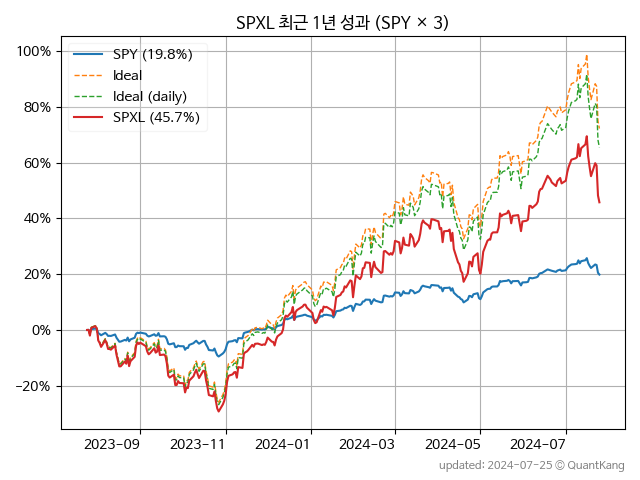 SPXL 최근 1년 성과 (SPY × 3)
100%
80%
60%
40%
20%
0%
−20%
SPY (19.8%)
Ideal
Ideal (daily)
SPXL (45.7%)
2023−09
2023−11
2024−01
2024−03
2024−05
2024−07
updated: 2024-07-25 © QuantKang